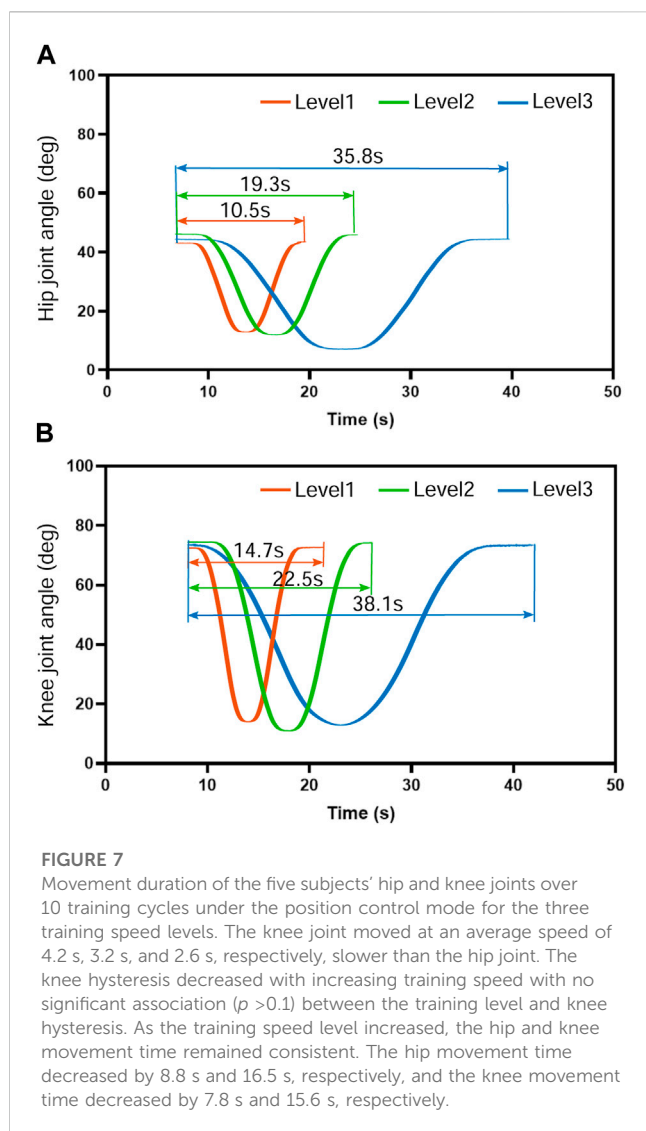 A
100
80
60
40
20
0
Hip joint angle (deg)
Level1 Level2 Level3
35.8s
19.3s
10.5s
0 10 20 30 40 50
Time (s)
B
100
80
60
40
20
0
Knee joint angle (deg)
Level1 Level2 Level3
14.7s
22.5s
38.1s
0 10 20 30 40 50
Time (s)
FIGURE 7
Movement duration of the five subjects’ hip and knee joints over
10 training cycles under the position control mode for the three
training speed levels. The knee joint moved at an average speed of
4.2 s, 3.2 s, and 2.6 s, respectively, slower than the hip joint. The
knee hysteresis decreased with increasing training speed with no
significant association (p >0.1) between the training level and knee
hysteresis. As the training speed level increased, the hip and knee
movement time remained consistent. The hip movement time
decreased by 8.8 s and 16.5 s, respectively, and the knee movement
time decreased by 7.8 s and 15.6 s, respectively.